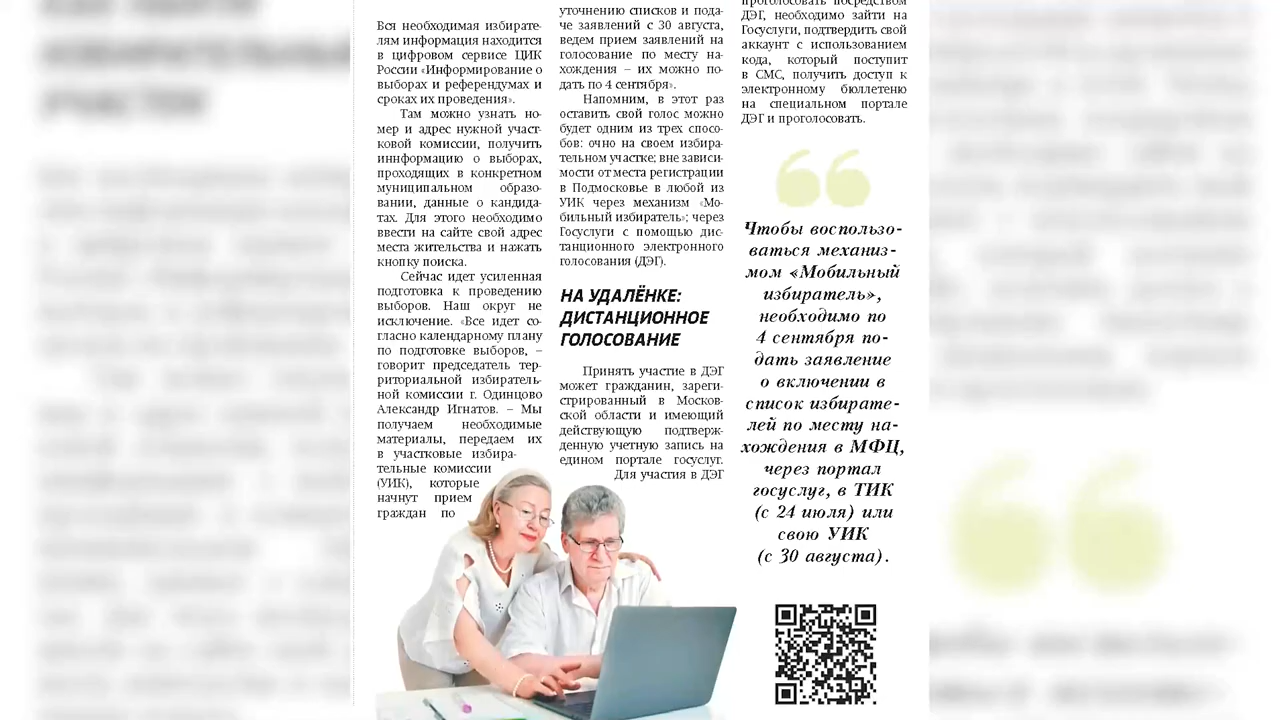 КАК НАЙТИ
ИЗБИРАТЕЛЬНЫЙ
УЧАСТОК
Вся необходимая избирате-
лям информация находится
в цифровом сервисе ЦИК
России «Информирование о
выборах и референдумах и
сроках их проведения».
Там можно узнать но-
мер и адрес нужной участ-
ковой комиссии, получить
иннформацию о выборах,
проходящих в конкретном
муниципальном образо-
вании, данные о кандида-
тах. Для этого необходимо
ввести на сайте свой адрес
места жительства и нажать
кнопку поиска.
Сейчас идет усиленная
подготовка к проведению
выборов. Наш округ не
исключение. «Все идет со-
гласно календарному плану
по подготовке выборов, –
говорит председатель тер-
риториальной избиратель-
ной комиссии г. Одинцово
Александр Игнатов. – Мы
получаем необходимые
материалы, передаем их
в участковые избира-
тельные комиссии
(УИК), которые
начнут прием
граждан по
уточнению списков и пода-
че заявлений с 30 августа,
ведем прием заявлений на
голосование по месту на-
хождения – их можно по-
дать по 4 сентября».
Напомним, в этот раз
оставить свой голос можно
будет одним из трех спосо-
бов: очно на своем избира-
тельном участке; вне зависи-
мости от места регистрации
в Подмосковье в любой из
УИК через механизм «Мо-
бильный избиратель»; через
Госуслуги с помощью дис-
танционного электронного
голосования (ДЭГ).
НА УДАЛЁНКЕ:
ДИСТАНЦИОННОЕ
ГОЛОСОВАНИЕ
Принять участие в ДЭГ
может гражданин, зареги-
стрированный в Москов-
ской области и имеющий
действующую подтверж-
денную учетную запись на
едином портале госуслуг.
Для участия в ДЭГ
проголосовать посредством
ДЭГ, необходимо зайти на
Госуслуги, подтвердить свой
аккаунт с использованием
кода, который поступит
в СМС, получить доступ к
электронному бюллетеню
на специальном портале
ДЭГ и проголосовать.
Чтобы воспользо-
ваться механиз-
мом «Мобильный
избиратель»,
необходимо по
4 сентября по-
дать заявление
о включении в
список избирате-
лей по месту на-
хождения в МФЦ,
через портал
госуслуг, в ТИК
(с 24 июля) или
свою УИК
(с 30 августа).